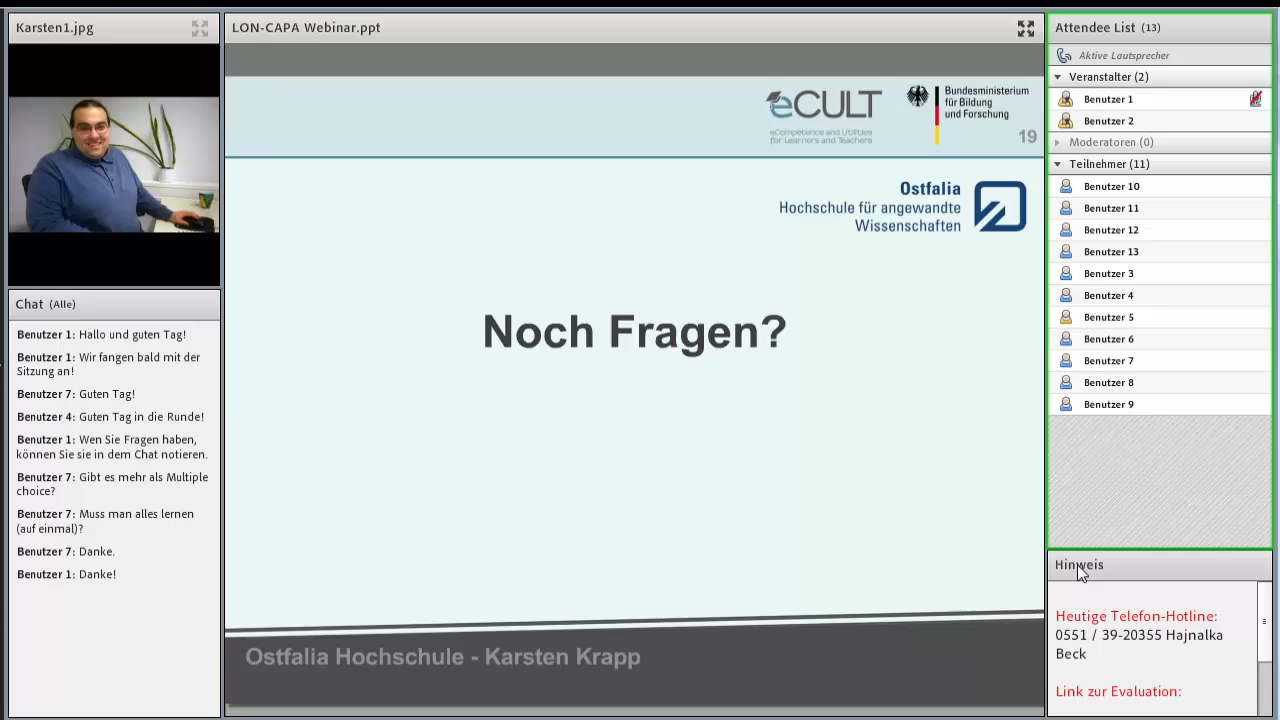 Karsten1.jpg
Chat (Alle)
Benutzer 1: Hallo und guten Tag!
Benutzer 1: Wir fangen bald mit der
Sitzung an!
Benutzer 7: Guten Tag!
Benutzer 4: Guten Tag in die Runde!
Benutzer 1: Wen Sie Fragen haben,
können Sie sie in dem Chat notieren.
Benutzer 7: Gibt es mehr als Multiple
choice?
Benutzer 7: Muss man alles lernen
(auf einmal)?
Benutzer 7: Danke.
Benutzer 1: Danke!
LON-CAPA Webinar.ppt
eCULT
eCompetence and Utilities
for Learners and Teachers
Bundesministerium
für Bildung
und Forschung
19
Ostfalia
Hochschule für angewandte
Wissenschaften
Noch Fragen?
Ostfalia Hochschule - Karsten Krapp
Attendee List (13)
Aktive Lautsprecher
Veranstalter (2)
Benutzer 1
Benutzer 2
Moderatoren (0)
Teilnehmer (11)
Benutzer 10
Benutzer 11
Benutzer 12
Benutzer 13
Benutzer 3
Benutzer 4
Benutzer 5
Benutzer 6
Benutzer 7
Benutzer 8
Benutzer 9
Hinweis
Heutige Telefon-Hotline:
0551 / 39-20355 Hajnalka
Beck
Link zur Evaluation: